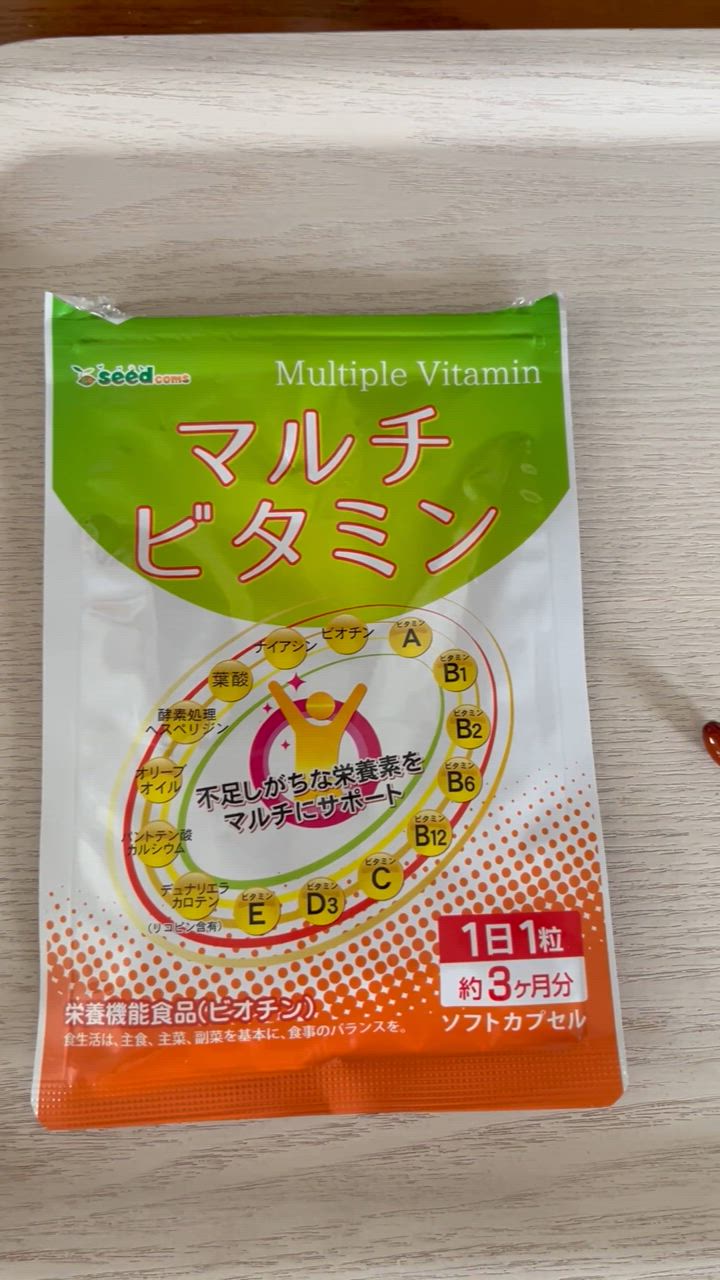 seed coms
Multiple Vitamin
マルチ
ビタミン
ナイアシン
ビオチン
ビタミン
A
ビタミン
B1
ビタミン
B2
ビタミン
B6
ビタミン
B12
ビタミン
C
ビタミン
D3
ビタミン
E
デュナリエラ
カロテン
(リコピン含有)
パントテン酸
カルシウム
オリーブ
オイル
酵素処理
ヘスペリジン
葉酸
不足しがちな栄養素を
マルチにサポート
1日1粒
約3ヶ月分
ソフトカプセル
栄養機能食品(ビオチン)
食生活は、主食、主菜、副菜を基本に、食事のバランスを。